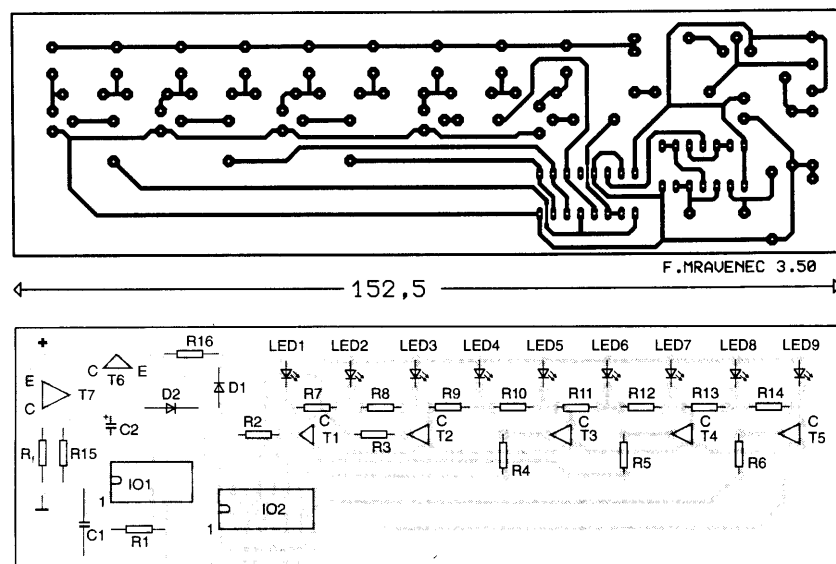 F.MRAVENEC 3.50
152,5
+
R16
LED1 LED2 LED3 LED4 LED5 LED6 LED7 LED8 LED9
C T6 E
E T7 C
D2
D1
R7 R8 R9 R10 R11 R12 R13 R14
+ C2
R2
C T1
R3
C T2
C T3
C T4
C T5
R, R15
R4
R5
R6
IO1
1
IO2
1
C1
R1